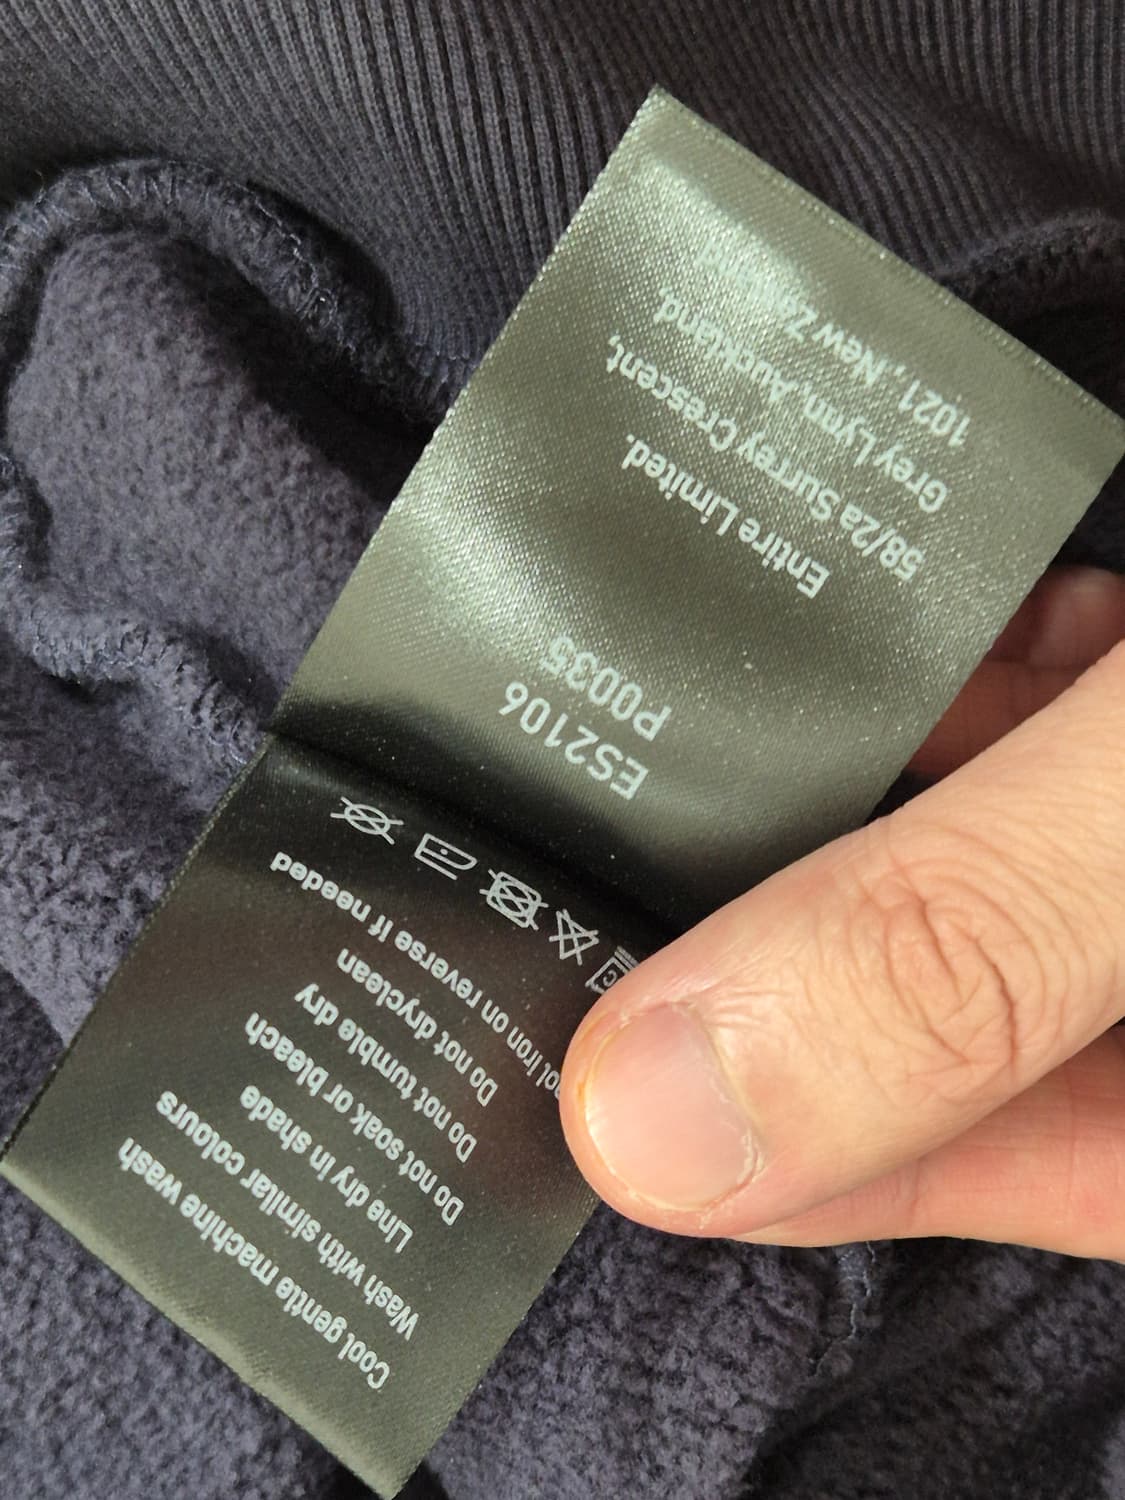 Cool gentle machine wash
Wash with similar colours
Line dry in shade
Do not soak or bleach
Do not tumble dry
Do not dryclean
Iron on reverse if needed
ES2106
P0035
Entire Limited.
58/2a Surrey Crescent,
Grey Lynn, Auckland.
1021, New